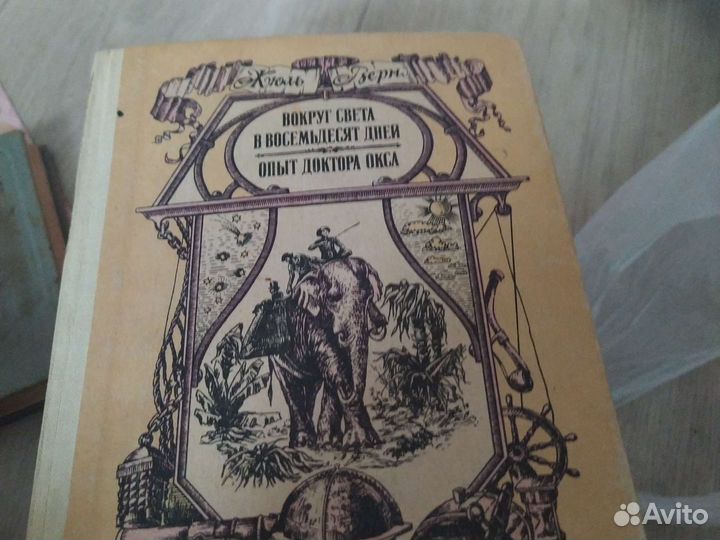 Жюль Верн
ВОКРУГ СВЕТА
В ВОСЕМЬДЕСЯТ ДНЕЙ
ОПЫТ ДОКТОРА ОКСА
Avito